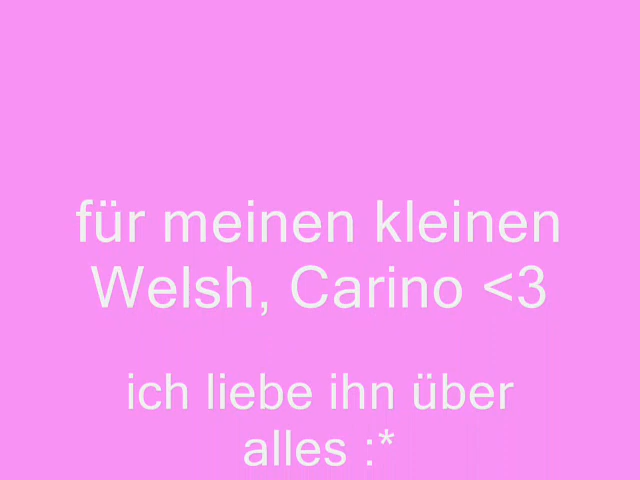 für meinen kleinen
Welsh, Carino <3
ich liebe ihn über
alles :*